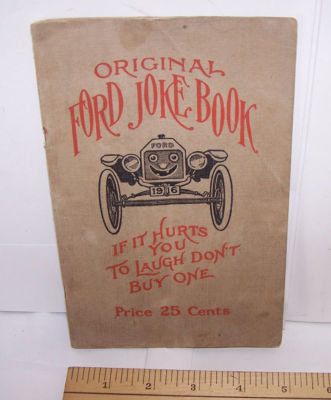 ORIGINAL
FORD JOKE BOOK
FORD
1916
IF IT HURTS
YOU
TO LAUGH DON'T
BUY ONE
Price 25 Cents
1 2 3 4 5 6